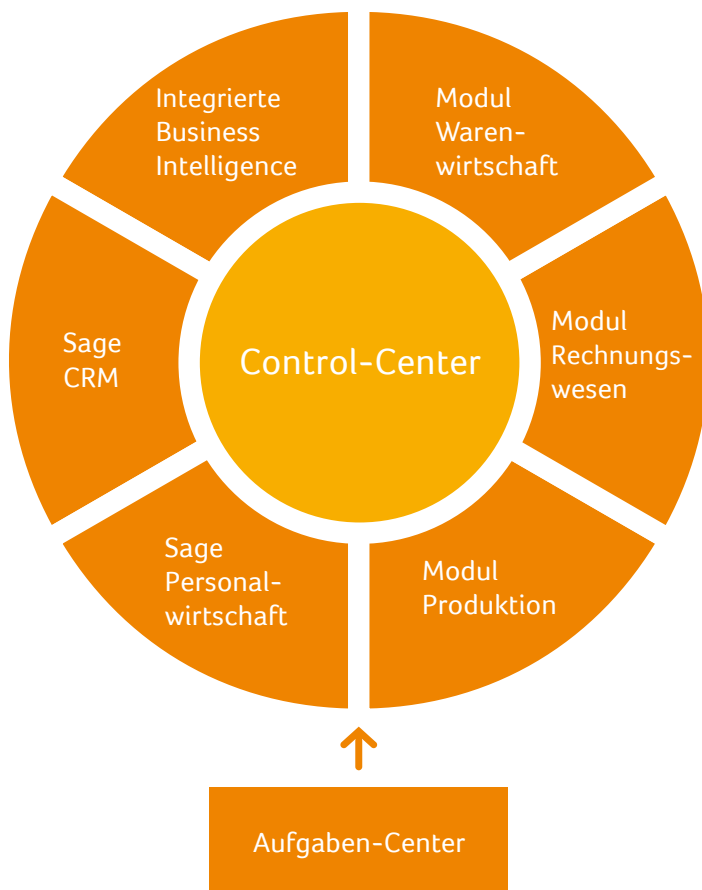 Integrierte
Business
Intelligence
Modul
Waren-
wirtschaft
Sage
CRM
Control-Center
Modul
Rechnungs-
wesen
Sage
Personal-
wirtschaft
Modul
Produktion
Aufgaben-Center